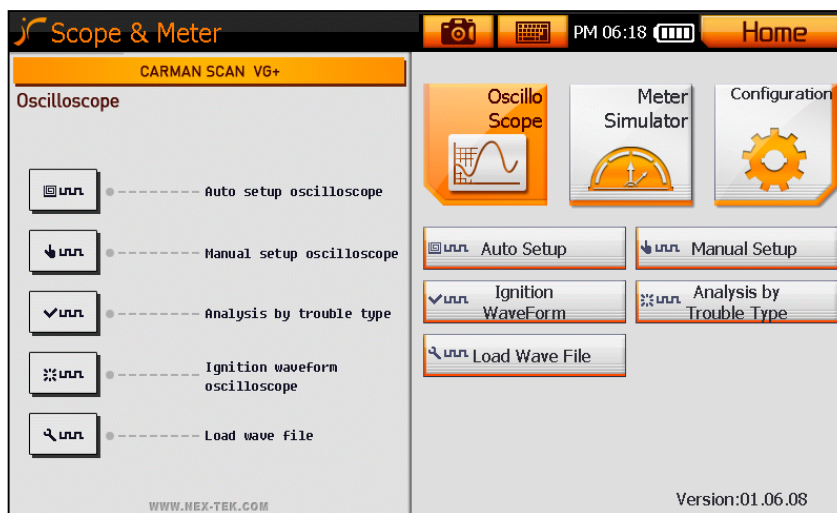 Scope & Meter
PM 06:18
Home
CARMAN SCAN VG+
Oscilloscope
Auto setup oscilloscope
Manual setup oscilloscope
Analysis by trouble type
Ignition waveform
oscilloscope
Load wave file
WWW.NEX-TEK.COM
Oscillo
Scope
Meter
Simulator
Configuration
Auto Setup
Manual Setup
Ignition
WaveForm
Analysis by
Trouble Type
Load Wave File
Version:01.06.08